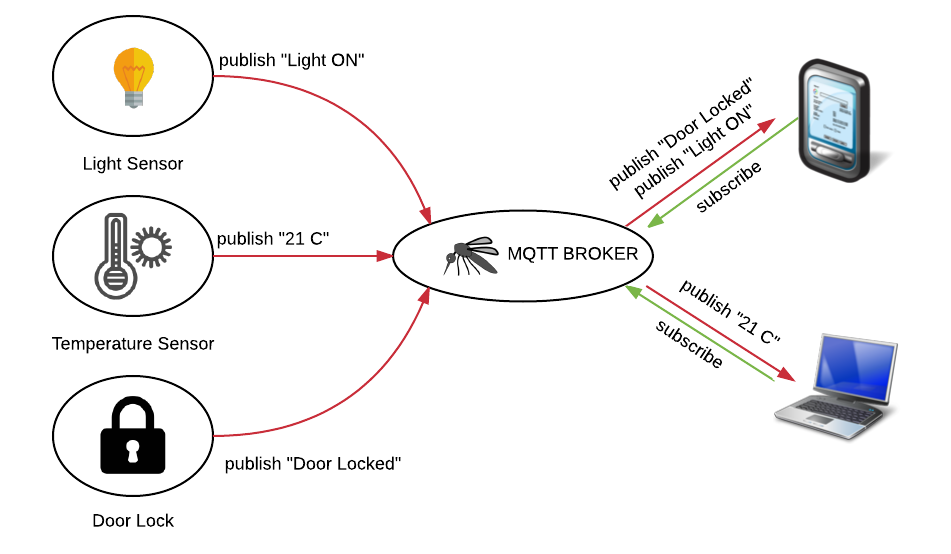 publish "Light ON"
Light Sensor
publish "21 C"
Temperature Sensor
publish "Door Locked"
Door Lock
MQTT BROKER
publish "Door Locked"
publish "Light ON"
subscribe
publish "21 C"
subscribe